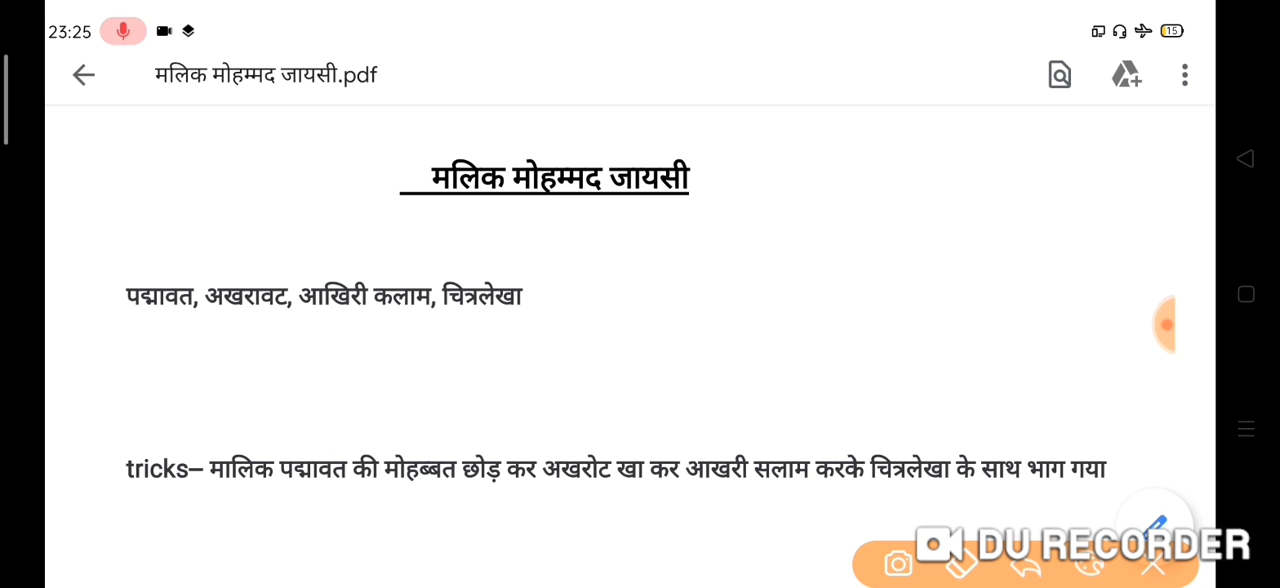 23:25
15
मलिक मोहम्मद जायसी.pdf
मलिक मोहम्मद जायसी
पद्मावत, अखरावट, आखिरी कलाम, चित्रलेखा
tricks– मालिक पद्मावत की मोहब्बत छोड़ कर अखरोट खा कर आखरी सलाम करके चित्रलेखा के साथ भाग गया
DU RECORDER